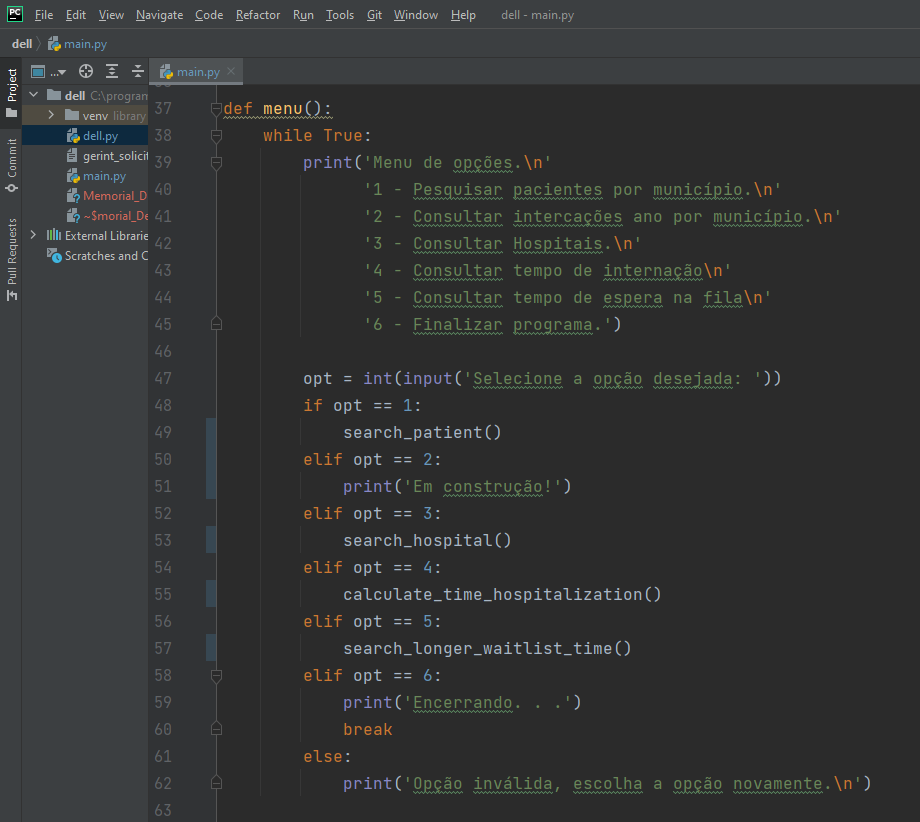 PC File Edit View Navigate Code Refactor Run Tools Git Window Help dell - main.py
dell main.py
Project
Commit
Pull Requests
...
dell C:\program
venv library
dell.py
gerint_solicit
main.py
Memorial_D
~$morial_De
External Librarie
Scratches and C
main.py
37 def menu():
38 while True:
39 print('Menu de opções.\n'
40 '1 - Pesquisar pacientes por município.\n'
41 '2 - Consultar intercações ano por município.\n'
42 '3 - Consultar Hospitais.\n'
43 '4 - Consultar tempo de internação\n'
44 '5 - Consultar tempo de espera na fila\n'
45 '6 - Finalizar programa.')
46
47 opt = int(input('Selecione a opção desejada: '))
48 if opt == 1:
49 search_patient()
50 elif opt == 2:
51 print('Em construção!')
52 elif opt == 3:
53 search_hospital()
54 elif opt == 4:
55 calculate_time_hospitalization()
56 elif opt == 5:
57 search_longer_waitlist_time()
58 elif opt == 6:
59 print('Encerrando. . .')
60 break
61 else:
62 print('Opção inválida, escolha a opção novamente.\n')
63